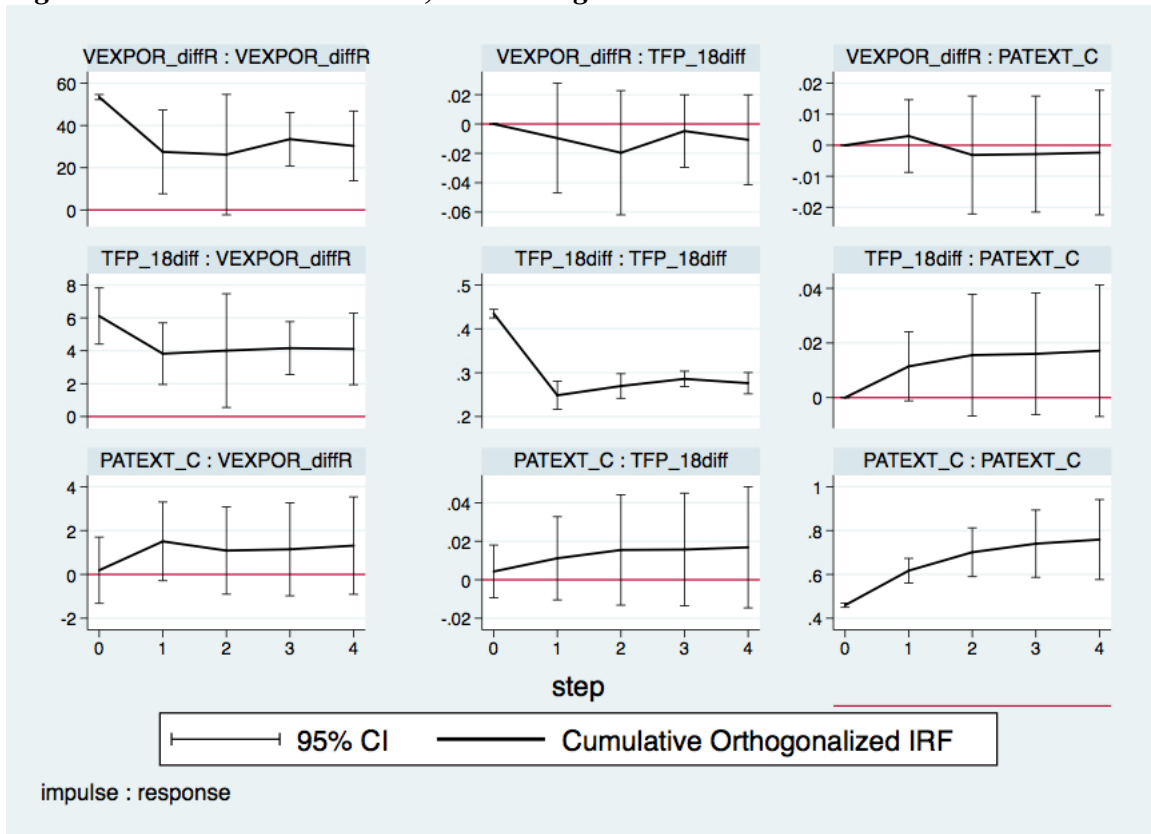 VEXPOR_diffR : VEXPOR_diffR
VEXPOR_diffR : TFP_18diff
VEXPOR_diffR : PATEXT_C
60
40
20
0
.02
0
-.02
-.04
-.06
.02
.01
0
-.01
-.02
TFP_18diff : VEXPOR_diffR
TFP_18diff : TFP_18diff
TFP_18diff : PATEXT_C
8
6
4
2
0
.5
.4
.3
.2
.04
.02
0
PATEXT_C : VEXPOR_diffR
PATEXT_C : TFP_18diff
PATEXT_C : PATEXT_C
4
2
0
-2
.04
.02
0
-.02
1
.8
.6
.4
0 1 2 3 4
0 1 2 3 4
0 1 2 3 4
step
95% CI
Cumulative Orthogonalized IRF
impulse : response